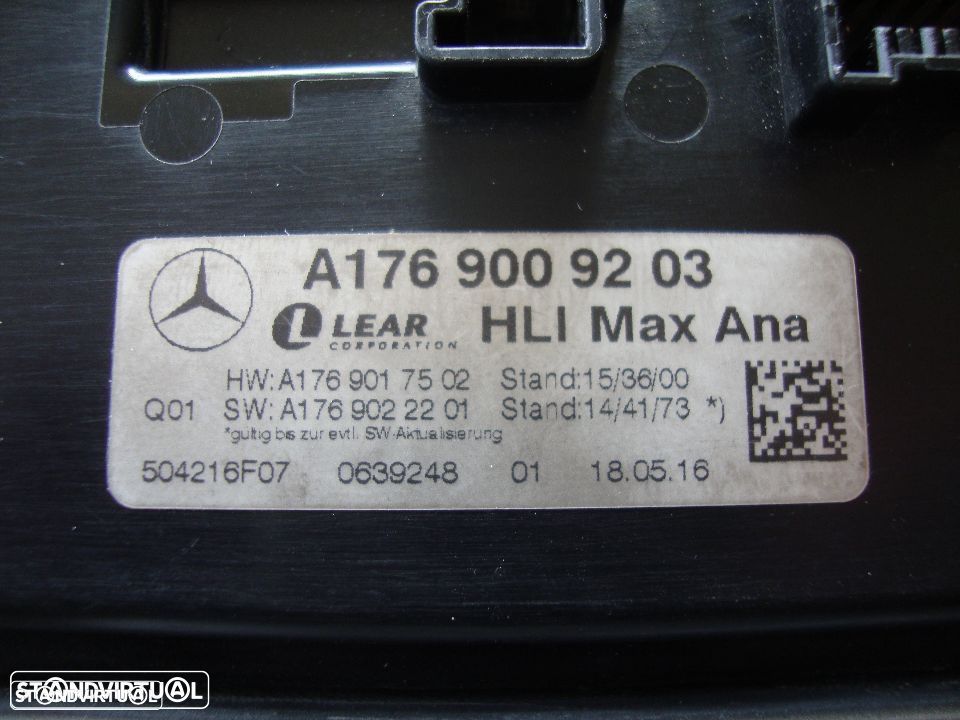 A176 900 92 03
LEAR CORPORATION HLI Max Ana
HW:A176 901 75 02 Stand:15/36/00
Q01 SW:A176 902 22 01 Stand:14/41/73 *)
*gültig bis zur evtl. SW-Aktualisierung
504216F07 0639248 01 18.05.16
STANDVIRTUAL
STANDVIRTUAL